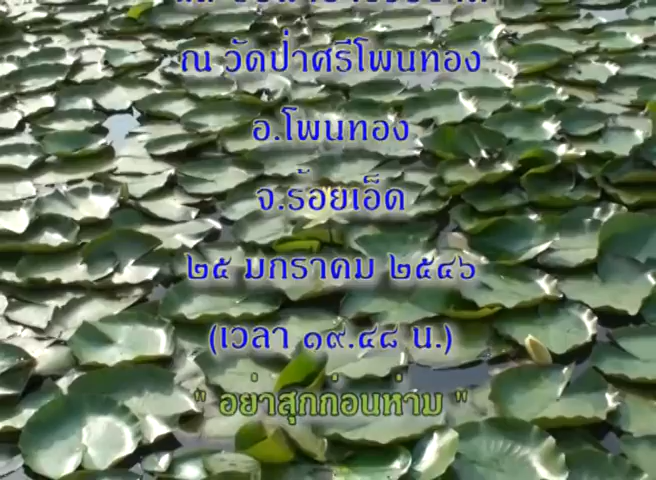 ณ วัดป่าศรีโพนทอง
อ.โพนทอง
จ.ร้อยเอ็ด
๒๕ มกราคม ๒๕๔๖
(เวลา ๑๙.๔๘ น.)
" อย่าสุกก่อนห่าม "